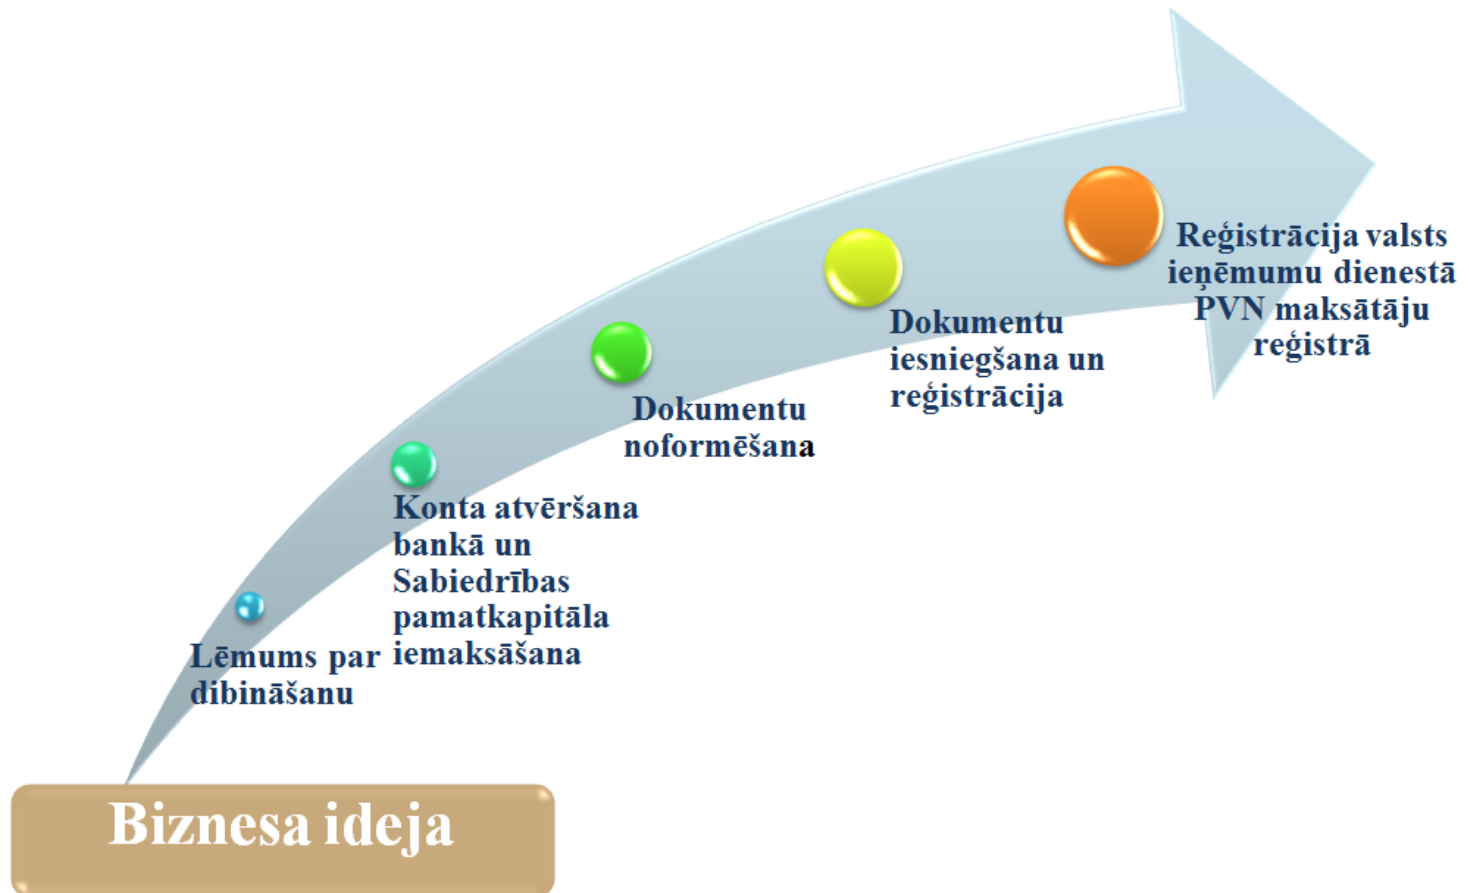 Reģistrācija valsts
ieņēmumu dienestā
PVN maksātāju
reģistrā
Dokumentu
iesniegšana un
reģistrācija
Dokumentu
noformēšana
Konta atvēršana
bankā un
Sabiedrības
pamatkapitāla
iemaksāšana
Lēmums par
dibināšanu
Biznesa ideja